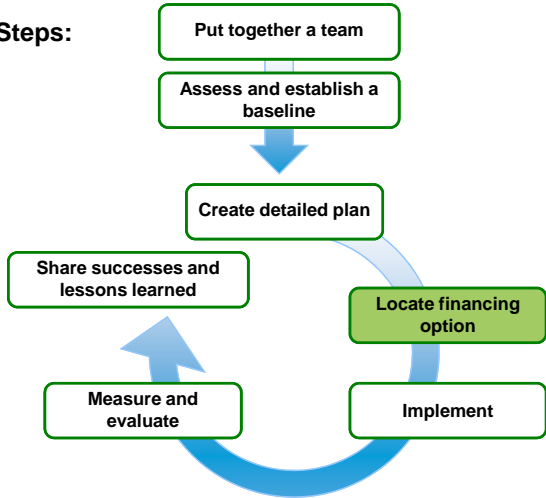 Steps:
Put together a team
Assess and establish a
baseline
Create detailed plan
Locate financing
option
Implement
Measure and
evaluate
Share successes and
lessons learned